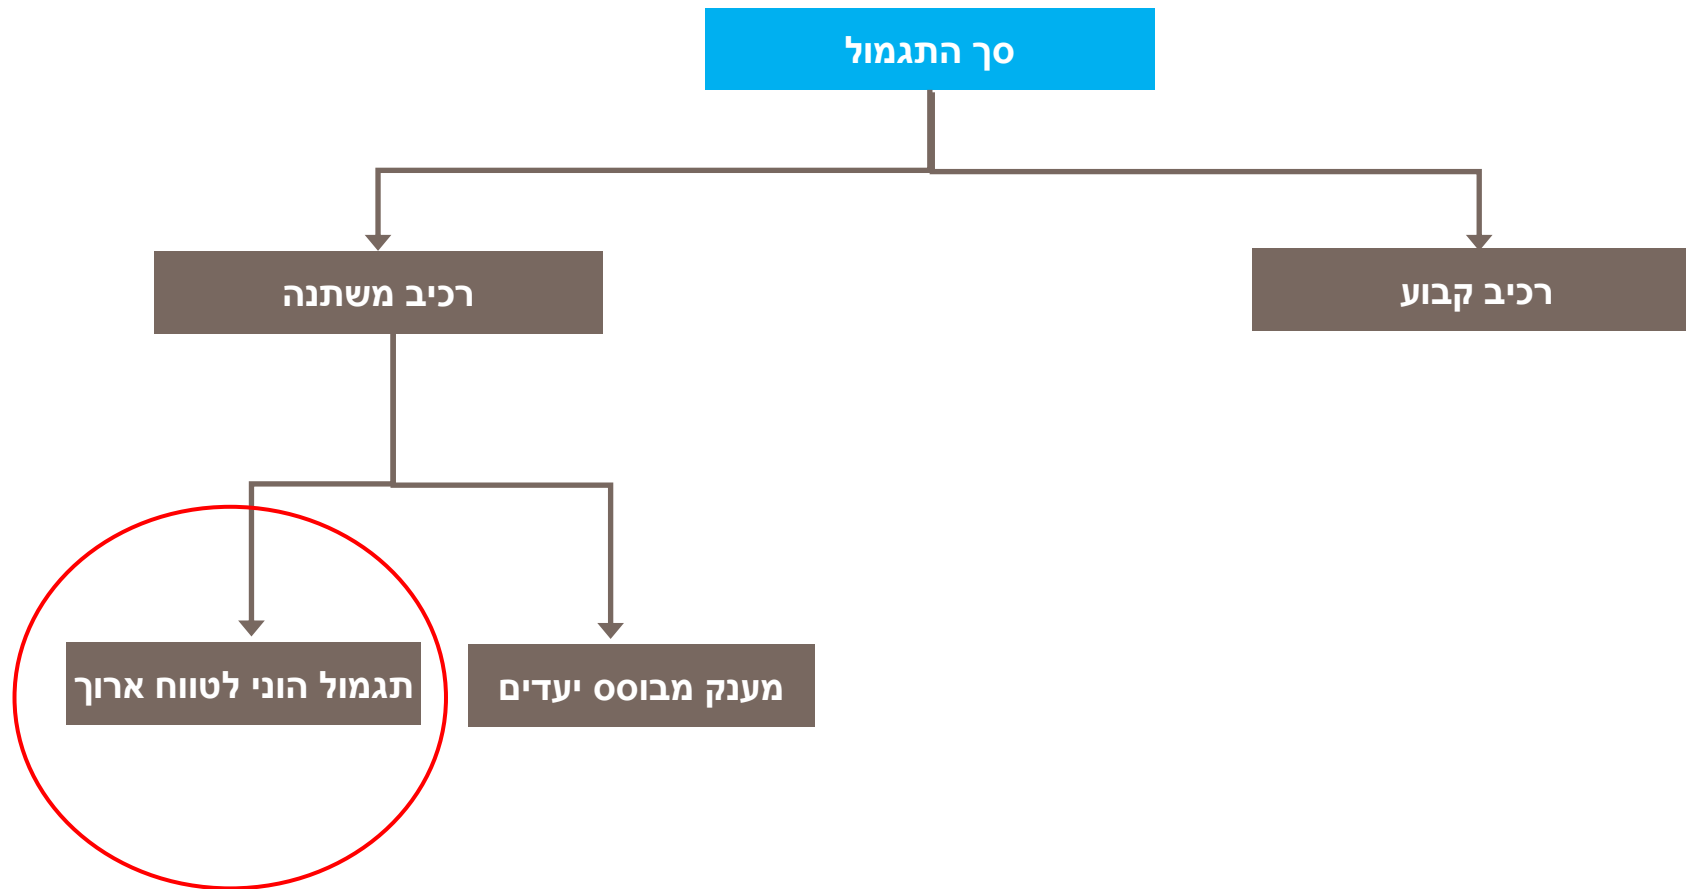 סך התגמול
רכיב קבוע
רכיב משתנה
מענק מבוסס יעדים
תגמול הוני לטווח ארוך